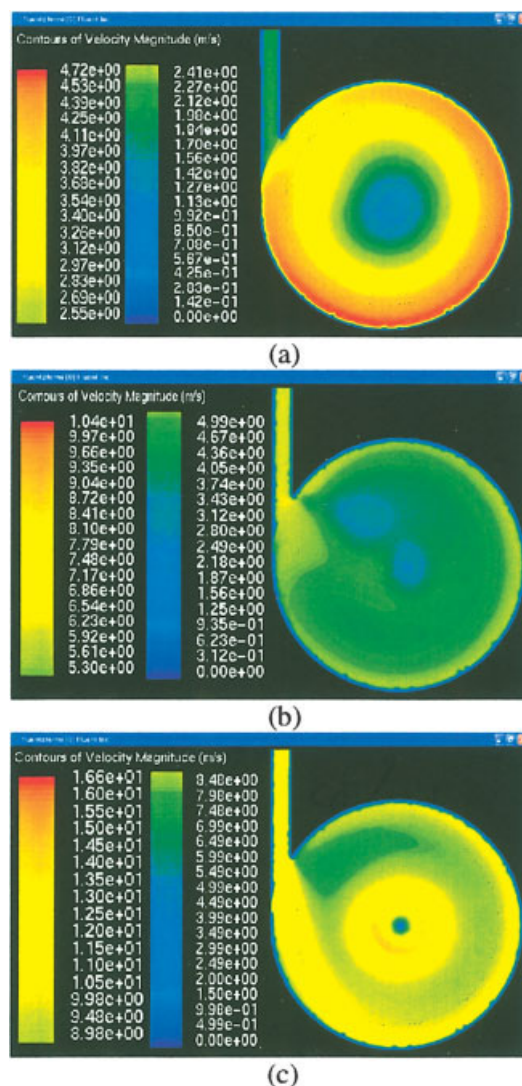 Contours of Velocity Magnitude (m/s)
4.72e+00
4.53e+00
4.39e+00
4.25e+00
4.11e+00
3.97e+00
3.82e+00
3.68e+00
3.54e+00
3.40e+00
3.26e+00
3.12e+00
2.97e+00
2.83e+00
2.69e+00
2.55e+00
2.41e+00
2.27e+00
2.12e+00
1.98e+00
1.84e+00
1.70e+00
1.56e+00
1.42e+00
1.27e+00
1.13e+00
9.92e-01
8.50e-01
7.08e-01
5.67e-01
4.25e-01
2.83e-01
1.42e-01
0.00e+00
(a)
Contours of Velocity Magnitude (m/s)
1.04e+01
9.97e+00
9.66e+00
9.35e+00
9.04e+00
8.72e+00
8.41e+00
8.10e+00
7.79e+00
7.48e+00
7.17e+00
6.86e+00
6.54e+00
6.23e+00
5.92e+00
5.61e+00
5.30e+00
4.99e+00
4.67e+00
4.36e+00
4.05e+00
3.74e+00
3.43e+00
3.12e+00
2.80e+00
2.49e+00
2.18e+00
1.87e+00
1.56e+00
1.25e+00
9.35e-01
6.23e-01
3.12e-01
0.00e+00
(b)
Contours of Velocity Magnitude (m/s)
1.66e+01
1.60e+01
1.55e+01
1.50e+01
1.45e+01
1.40e+01
1.35e+01
1.30e+01
1.25e+01
1.20e+01
1.15e+01
1.10e+01
1.05e+01
9.98e+00
9.48e+00
8.98e+00
8.48e+00
7.98e+00
7.48e+00
6.99e+00
6.49e+00
5.99e+00
5.49e+00
4.99e+00
4.49e+00
3.99e+00
3.49e+00
2.99e+00
2.49e+00
2.00e+00
1.50e+00
9.98e-01
4.99e-01
0.00e+00
(c)